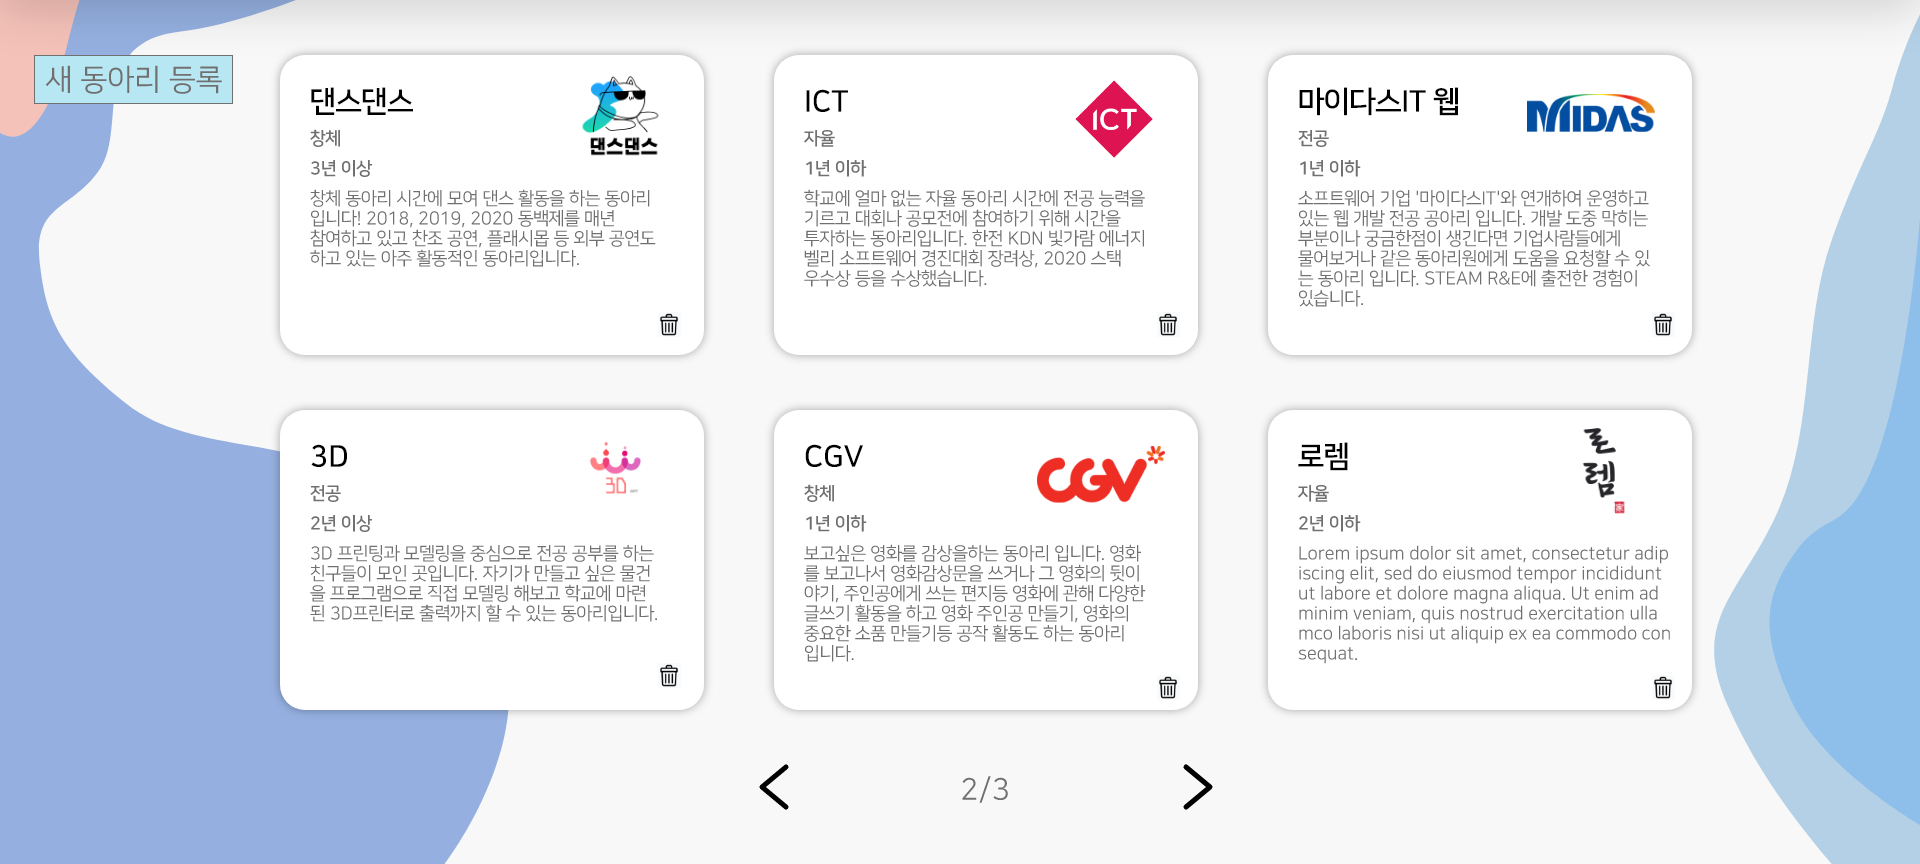 새 동아리 등록
댄스댄스
댄스댄스
창체
3년 이상
창체 동아리 시간에 모여 댄스 활동을 하는 동아리
입니다! 2018, 2019, 2020 동백제를 매년
참여하고 있고 찬조 공연, 플래시몹 등 외부 공연도
하고 있는 아주 활동적인 동아리입니다.
ICT
ICT
자율
1년 이하
학교에 얼마 없는 자율 동아리 시간에 전공 능력을
기르고 대회나 공모전에 참여하기 위해 시간을
투자하는 동아리입니다. 한전 KDN 빛가람 에너지
벨리 소프트웨어 경진대회 장려상, 2020 스택
우수상 등을 수상했습니다.
마이다스IT 웹
MIDAS
전공
1년 이하
소프트웨어 기업 '마이다스IT'와 연개하여 운영하고
있는 웹 개발 전공 공아리 입니다. 개발 도중 막히는
부분이나 궁금한점이 생긴다면 기업사람들에게
물어보거나 같은 동아리원에게 도움을 요청할 수 있
는 동아리 입니다. STEAM R&E에 출전한 경험이
있습니다.
3D
3D
전공
2년 이상
3D 프린팅과 모델링을 중심으로 전공 공부를 하는
친구들이 모인 곳입니다. 자기가 만들고 싶은 물건
을 프로그램으로 직접 모델링 해보고 학교에 마련
된 3D프린터로 출력까지 할 수 있는 동아리입니다.
CGV
CGV
창체
1년 이하
보고싶은 영화를 감상을하는 동아리 입니다. 영화
를 보고나서 영화감상문을 쓰거나 그 영화의 뒷이
야기, 주인공에게 쓰는 편지등 영화에 관해 다양한
글쓰기 활동을 하고 영화 주인공 만들기, 영화의
중요한 소품 만들기등 공작 활동도 하는 동아리
입니다.
로렘
로
렘
家
자율
2년 이하
Lorem ipsum dolor sit amet, consectetur adip
iscing elit, sed do eiusmod tempor incididunt
ut labore et dolore magna aliqua. Ut enim ad
minim veniam, quis nostrud exercitation ulla
mco laboris nisi ut aliquip ex ea commodo con
sequat.
2/3